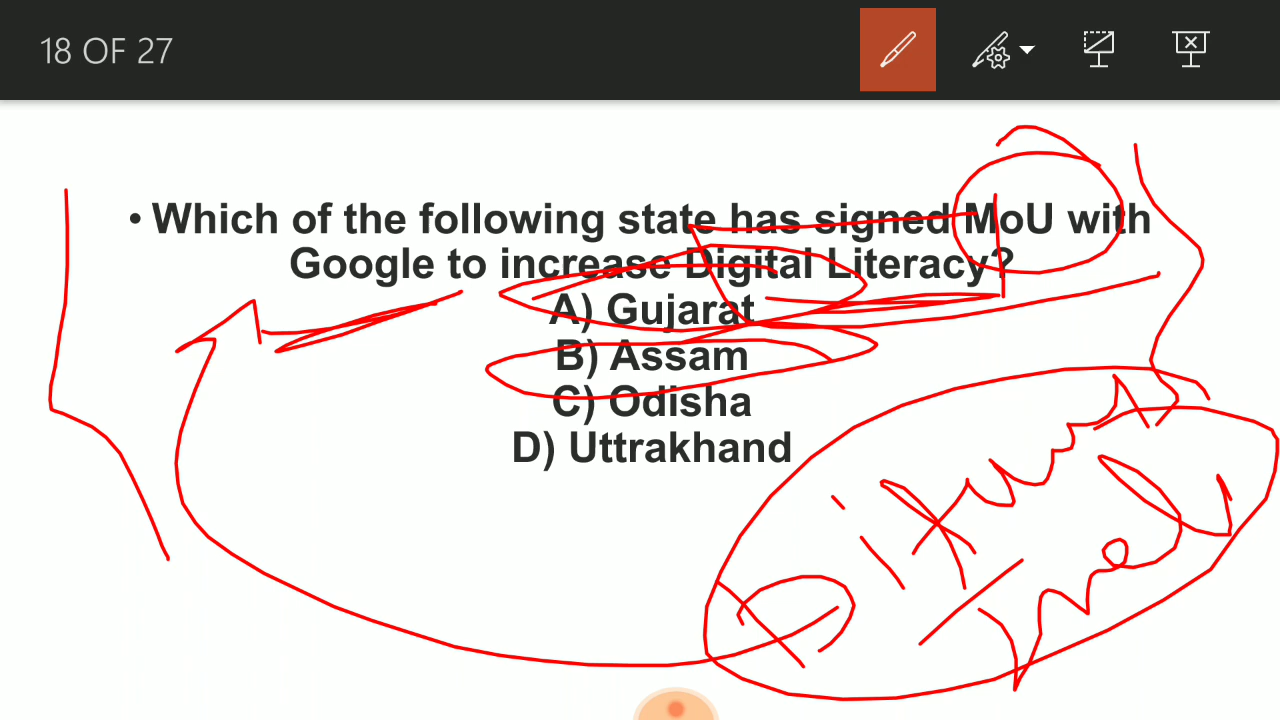 18 OF 27
• Which of the following state has signed MoU with
Google to increase Digital Literacy?
A) Gujarat
B) Assam
C) Odisha
D) Uttrakhand